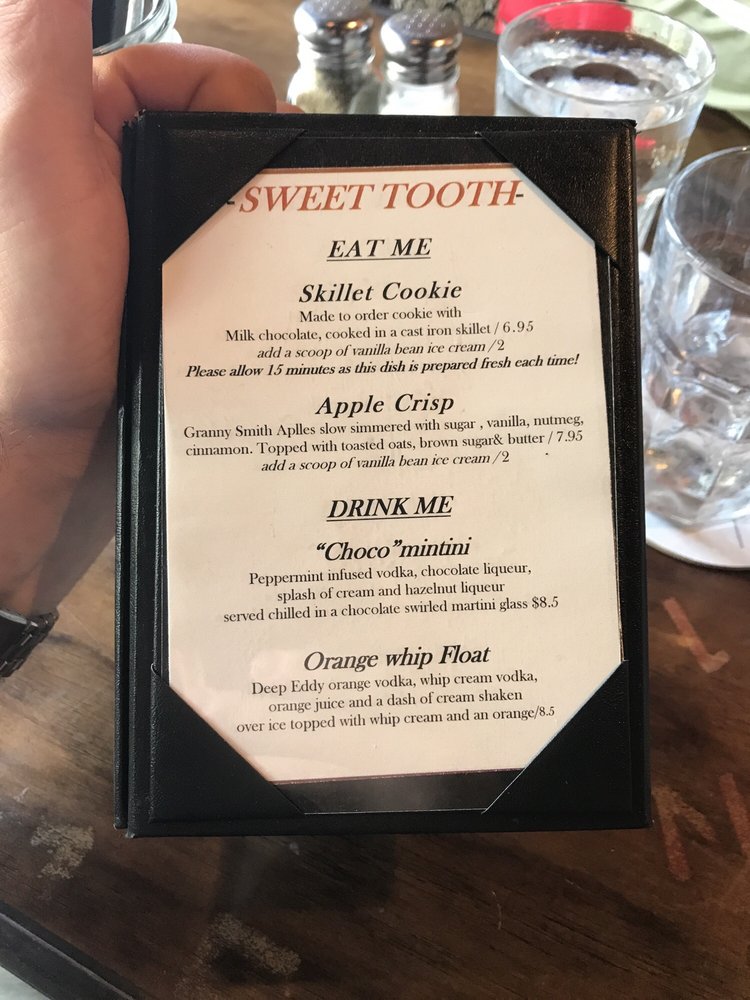 -SWEET TOOTH-
EAT ME
Skillet Cookie
Made to order cookie with
Milk chocolate, cooked in a cast iron skillet / 6.95
add a scoop of vanilla bean ice cream /2
Please allow 15 minutes as this dish is prepared fresh each time!
Apple Crisp
Granny Smith Aplles slow simmered with sugar , vanilla, nutmeg,
cinnamon. Topped with toasted oats, brown sugar& butter / 7.95
add a scoop of vanilla bean ice cream /2
DRINK ME
“Choco”mintini
Peppermint infused vodka, chocolate liqueur,
splash of cream and hazelnut liqueur
served chilled in a chocolate swirled martini glass $8.5
Orange whip Float
Deep Eddy orange vodka, whip cream vodka,
orange juice and a dash of cream shaken
over ice topped with whip cream and an orange/8.5